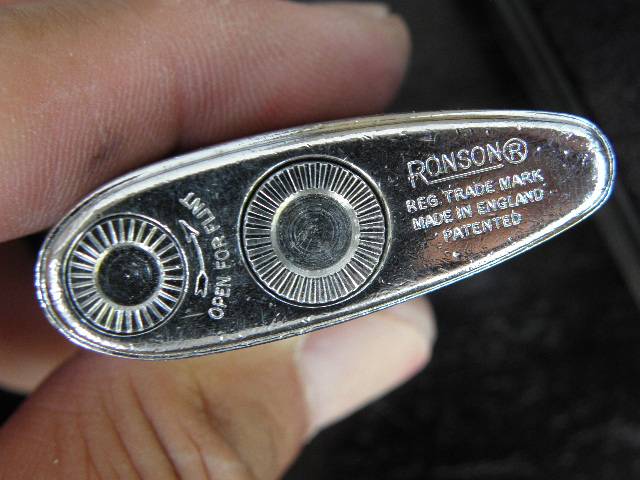 OPEN FOR FLINT
RONSON®
REG. TRADE MARK
MADE IN ENGLAND
PATENTED